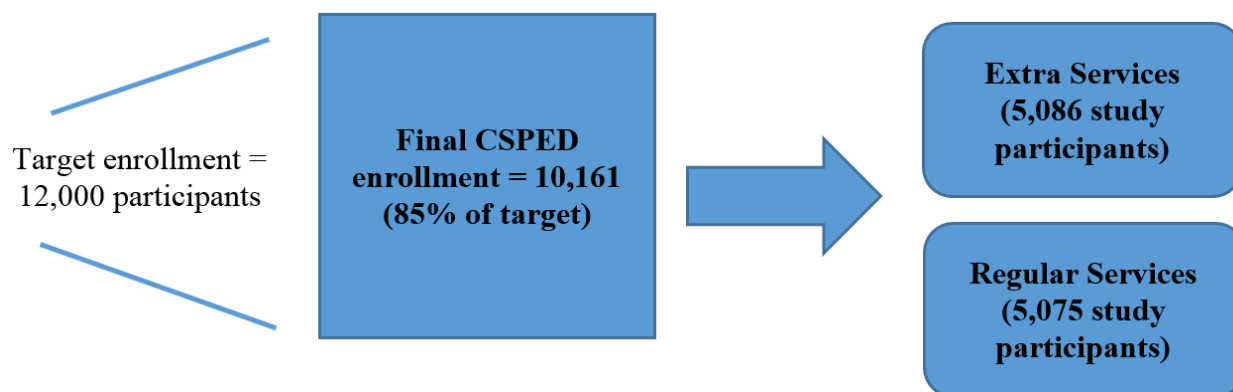 Target enrollment =
12,000 participants
Final CSPED
enrollment = 10,161
(85% of target)
Extra Services
(5,086 study
participants)
Regular Services
(5,075 study
participants)